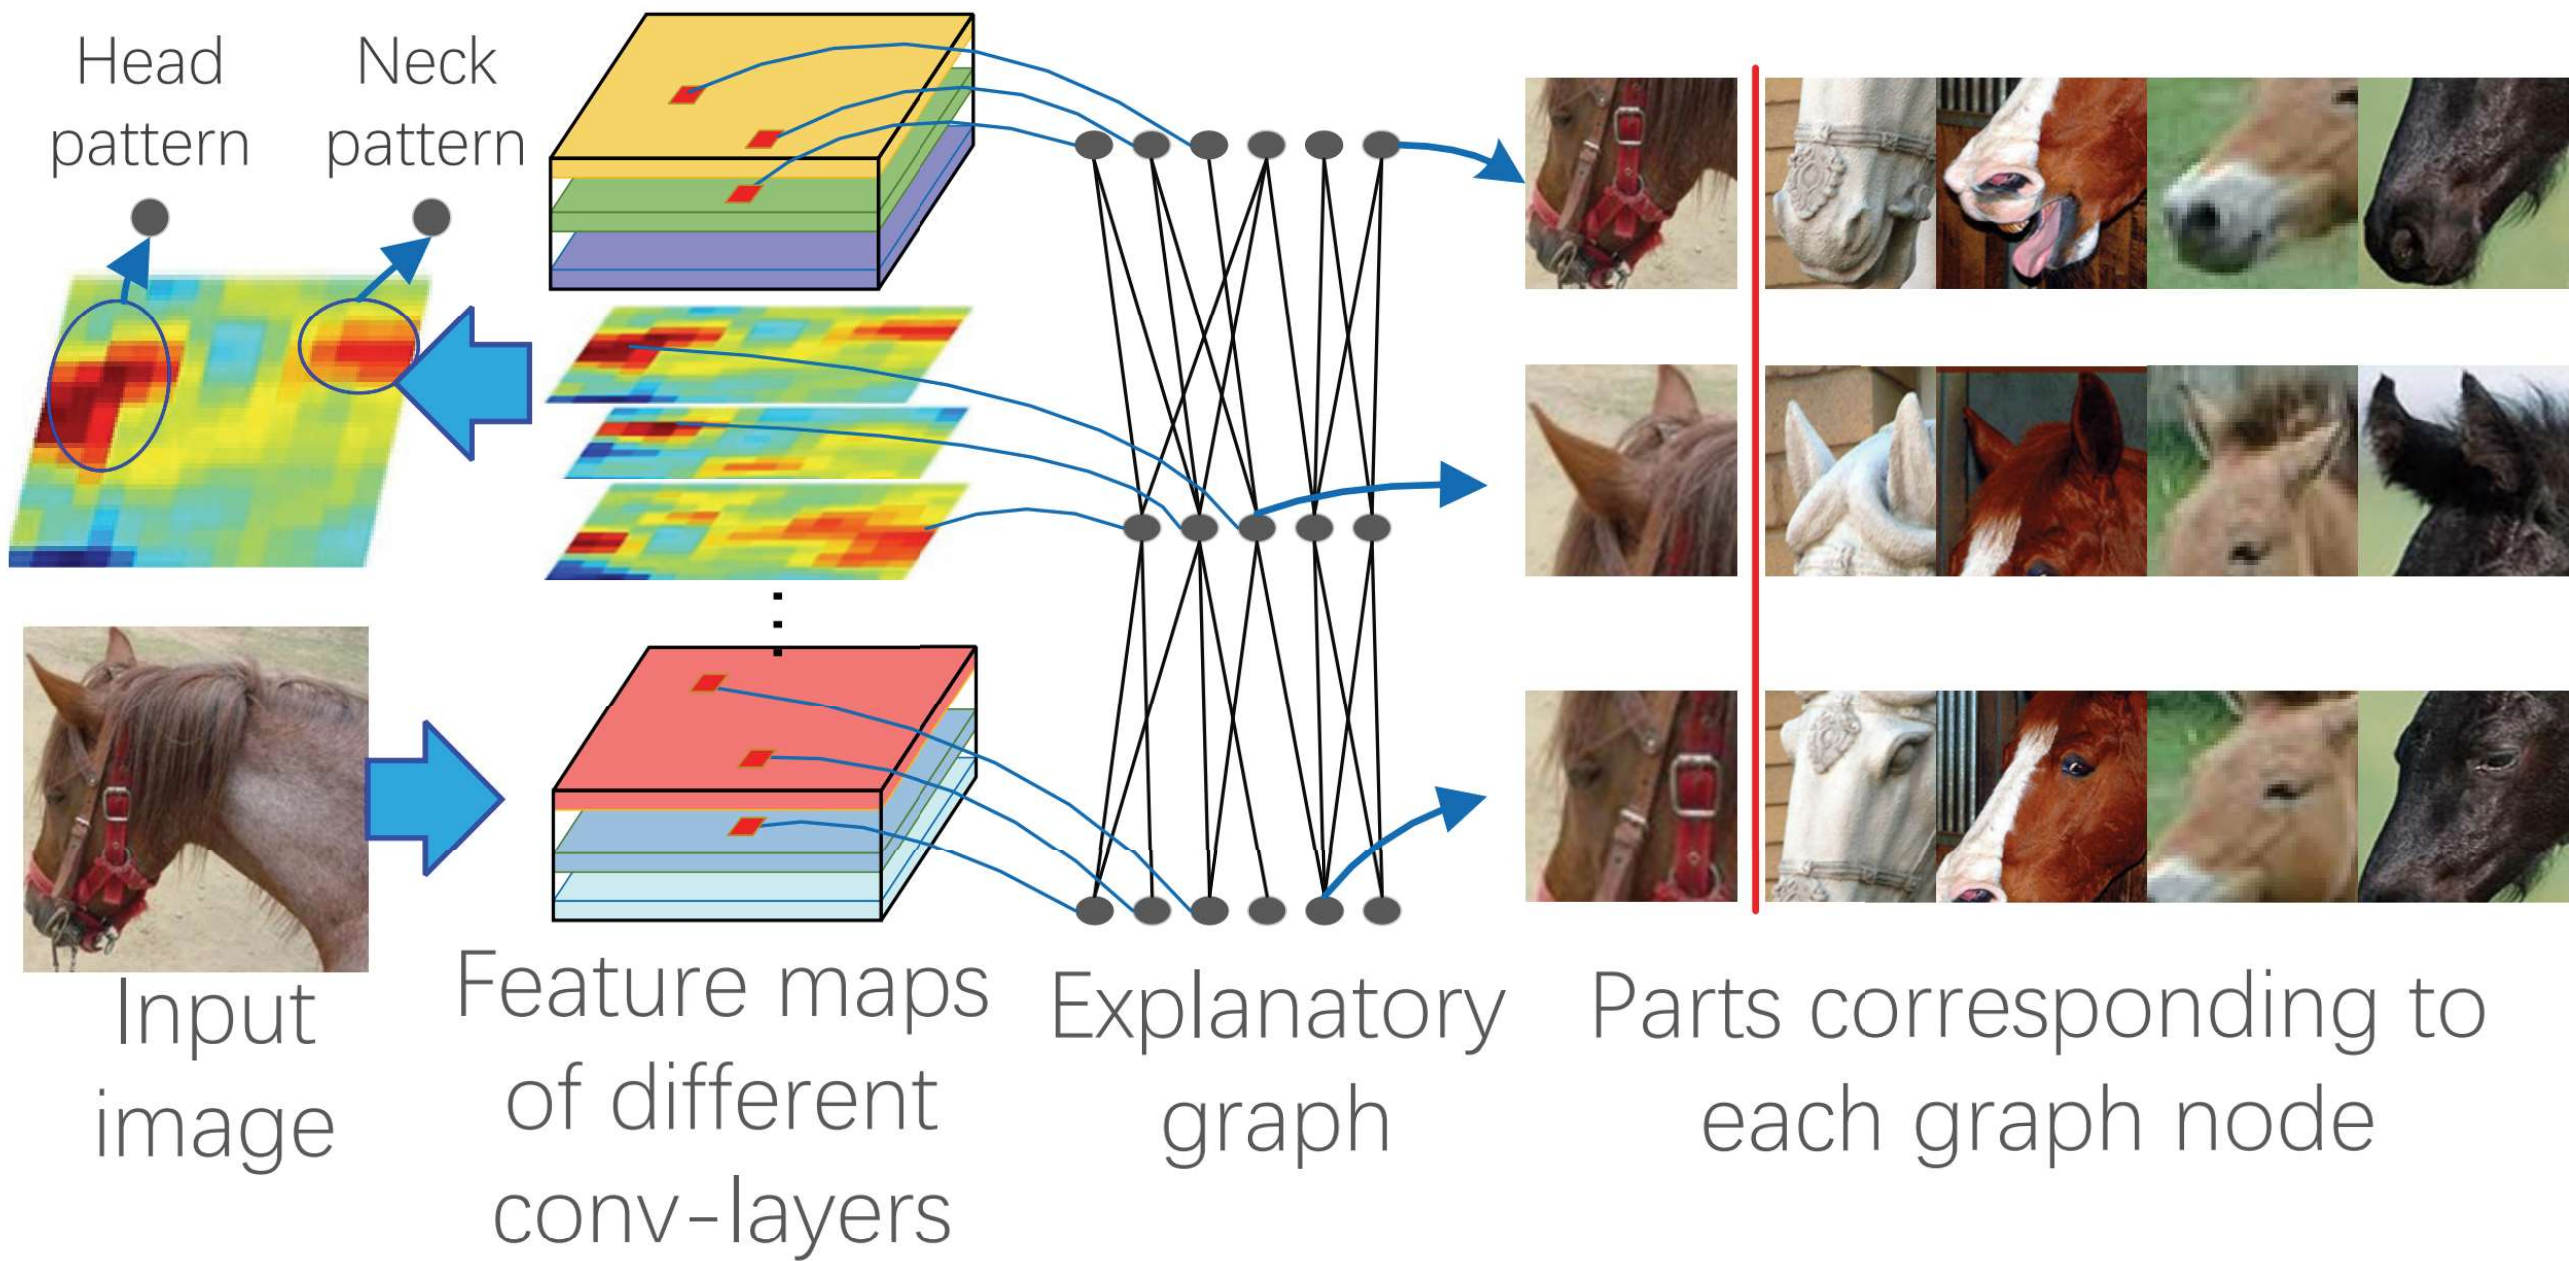 Head
pattern
Neck
pattern
Input
image
Feature maps
of different
conv-layers
Explanatory
graph
Parts corresponding to
each graph node